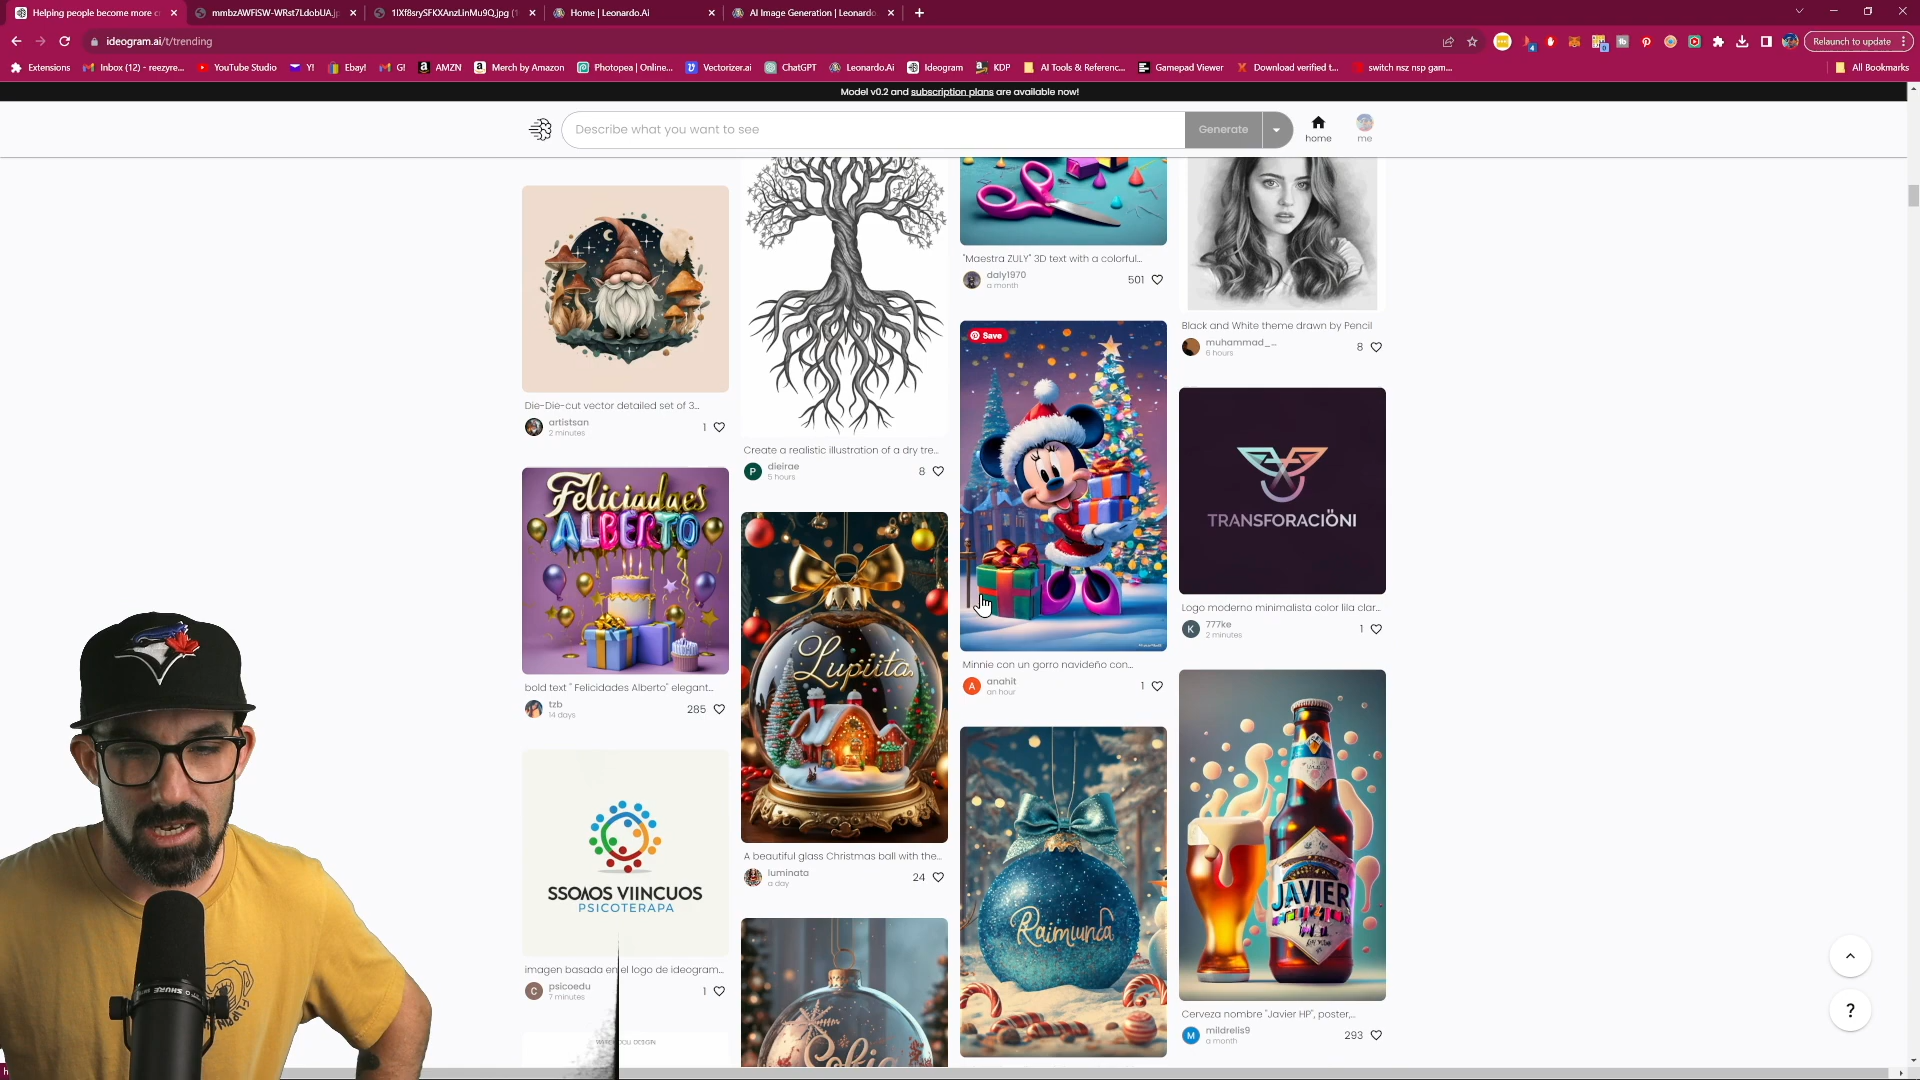 Helping people become more c
mmbzAWFiSW-WRst7LdobUA.jp
1lXf8srySFKXAnzLinMu9Q.jpg (1
Home | Leonardo.Ai
AI Image Generation | Leonardo
ideogram.ai/t/trending
Relaunch to update
Extensions
Inbox (12) - reezyre...
YouTube Studio
Y!
Ebay!
G!
AMZN
Merch by Amazon
Photopea | Online...
Vectorizer.ai
ChatGPT
Leonardo.Ai
Ideogram
KDP
AI Tools & Referenc...
Gamepad Viewer
Download verified t...
switch nsz nsp gam...
All Bookmarks
Model v0.2 and subscription plans are available now!
Describe what you want to see
Generate
home
me
Die-Die-cut vector detailed set of 3...
artistsan
2 minutes
1
Felicidaes
ALBERTO
bold text " Felicidades Alberto" elegant...
tzb
14 days
285
SSOMOS VIINCUOS
PSICOTERAPA
imagen basada en el logo de ideogram...
psicoedu
7 minutes
1
Create a realistic illustration of a dry tre...
dieirae
5 hours
8
Lupiita
A beautiful glass Christmas ball with the...
luminata
a day
24
Sofia
"Maestra ZULY" 3D text with a colorful...
daly1970
a month
501
Save
Minnie con un gorro navideño con...
anahit
an hour
1
Raimunda
Black and White theme drawn by Pencil
muhammad_...
6 hours
8
TRANSFORACIÖNI
Logo moderno minimalista color lila clar...
777ke
2 minutes
1
JAVIER
Cerveza nombre "Javier HP", poster,...
mildrelis9
a month
293
SHURE